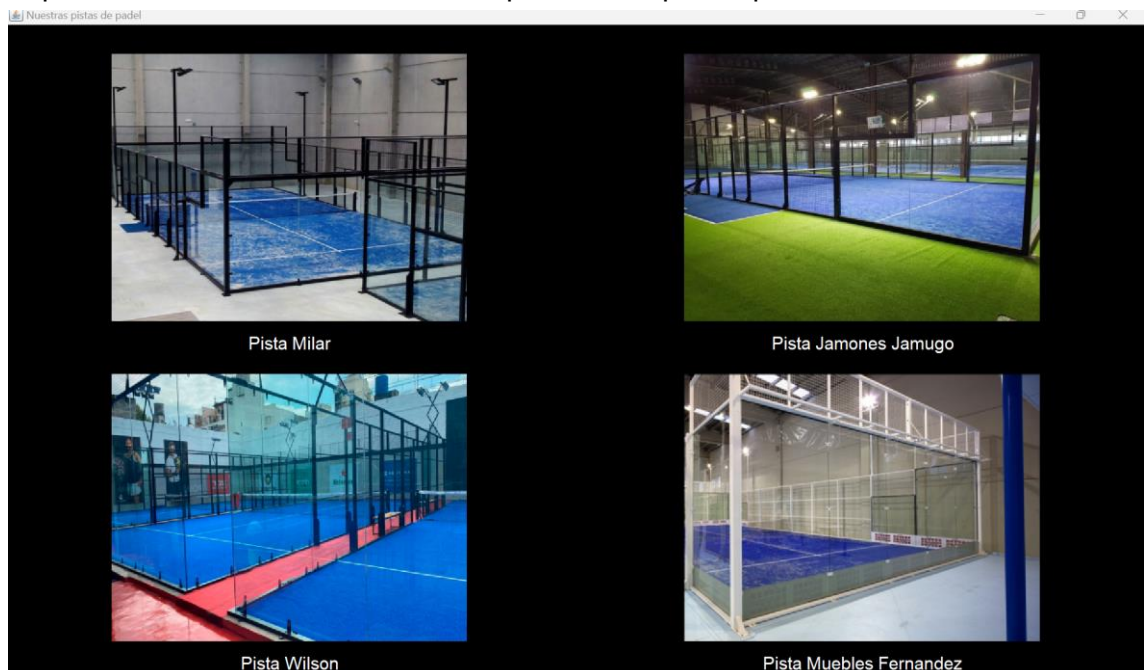 Nuestras pistas de padel
Pista Milar
Pista Jamones Jamugo
Pista Wilson
Pista Muebles Fernandez